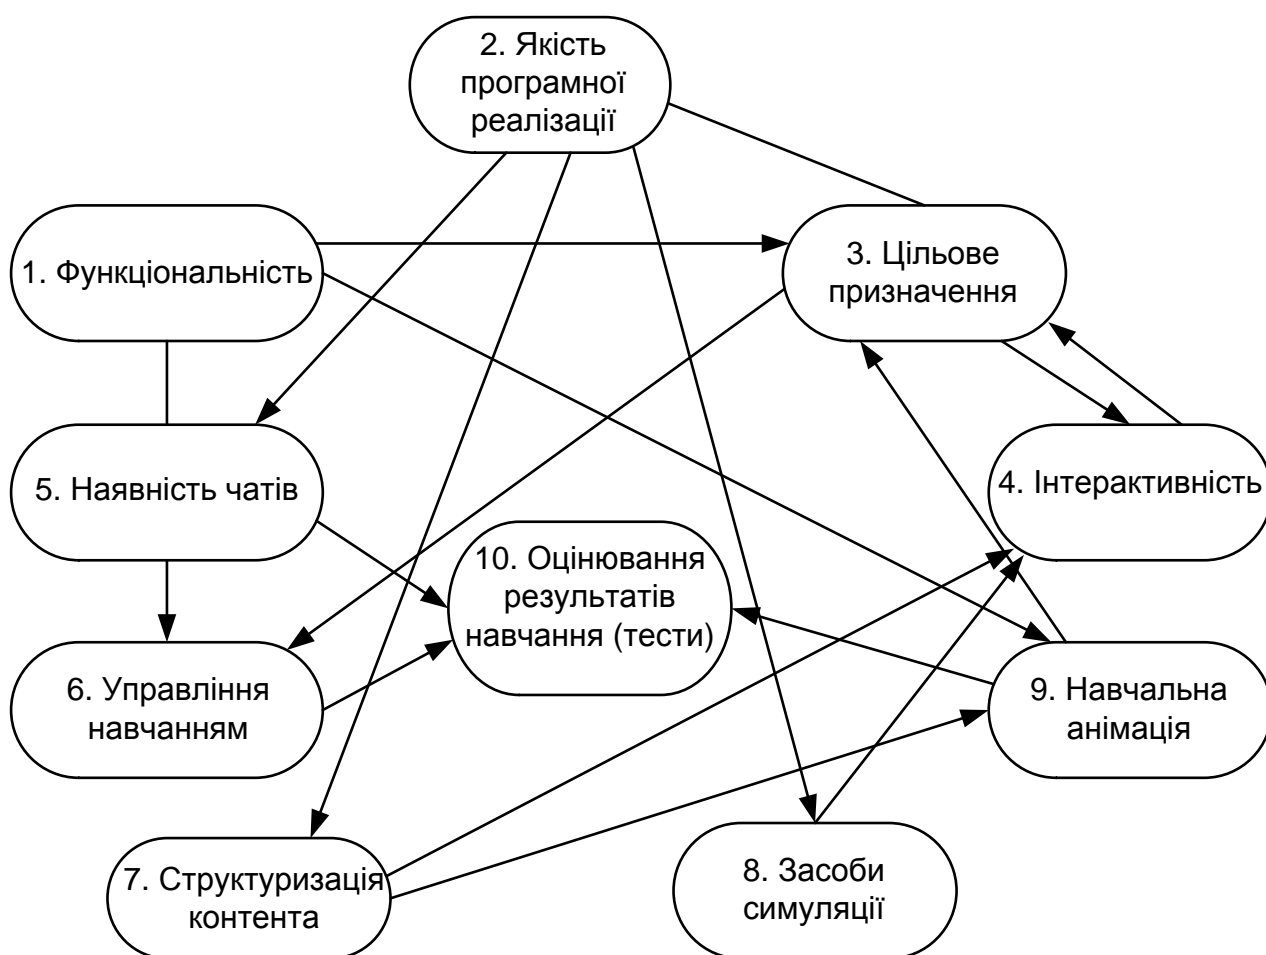 2. Якість
програмної
реалізації
1. Функціональність
3. Цільове
призначення
5. Наявність чатів
4. Інтерактивність
10. Оцінювання
результатів
навчання (тести)
6. Управління
навчанням
9. Навчальна
анімація
7. Структуризація
контента
8. Засоби
симуляції